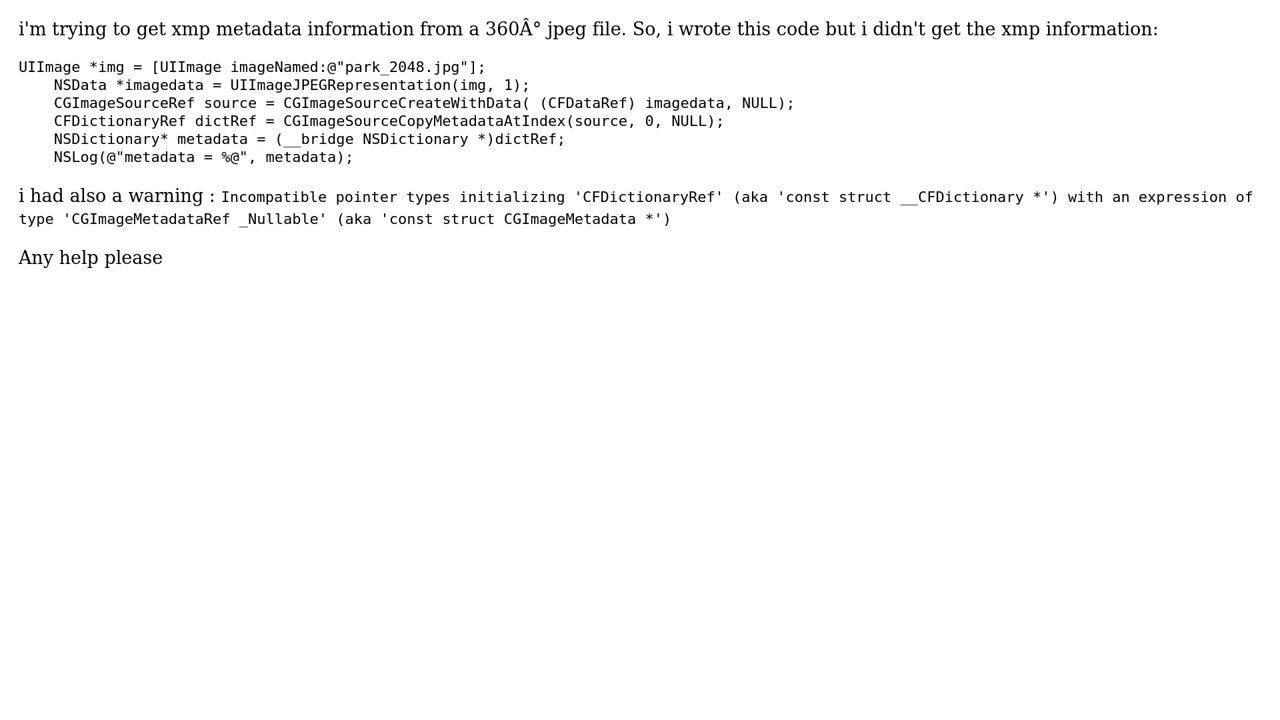 i'm trying to get xmp metadata information from a 360Â° jpeg file. So, i wrote this code but i didn't get the xmp information:
UIImage *img = [UIImage imageNamed:@"park_2048.jpg"];
    NSData *imagedata = UIImageJPEGRepresentation(img, 1);
    CGImageSourceRef source = CGImageSourceCreateWithData( (CFDataRef) imagedata, NULL);
    CFDictionaryRef dictRef = CGImageSourceCopyMetadataAtIndex(source, 0, NULL);
    NSDictionary* metadata = (__bridge NSDictionary *)dictRef;
    NSLog(@"metadata = %@", metadata);
i had also a warning : Incompatible pointer types initializing 'CFDictionaryRef' (aka 'const struct __CFDictionary *') with an expression of
type 'CGImageMetadataRef _Nullable' (aka 'const struct CGImageMetadata *')
Any help please